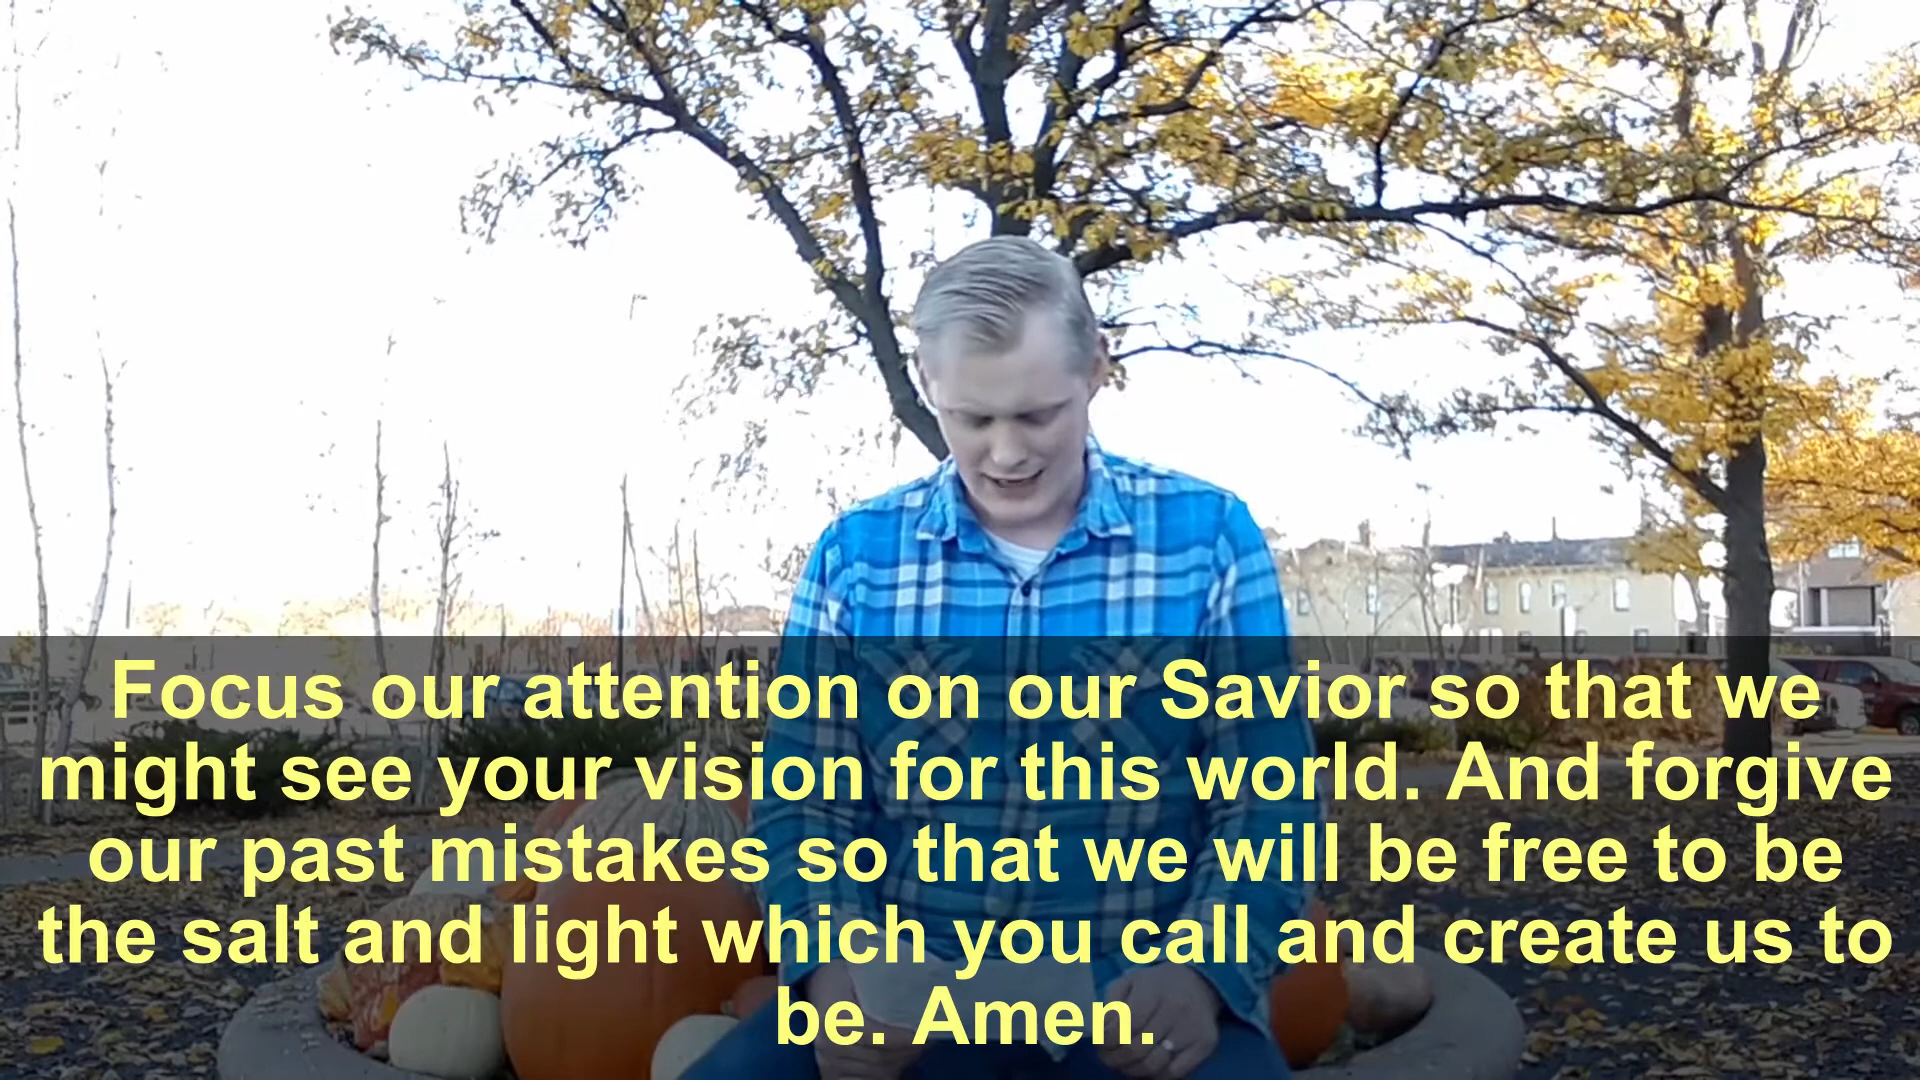 Focus our attention on our Savior so that we
might see your vision for this world. And forgive
our past mistakes so that we will be free to be
the salt and light which you call and create us to
be. Amen.